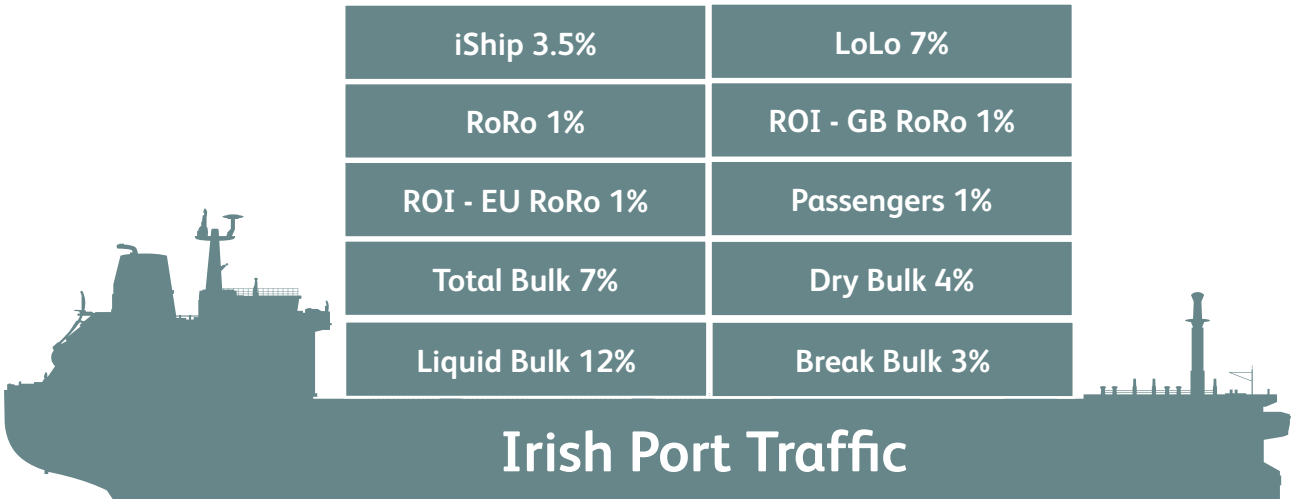 iShip 3.5%
LoLo 7%
RoRo 1%
ROI - GB RoRo 1%
ROI - EU RoRo 1%
Passengers 1%
Total Bulk 7%
Dry Bulk 4%
Liquid Bulk 12%
Break Bulk 3%
Irish Port Traffic